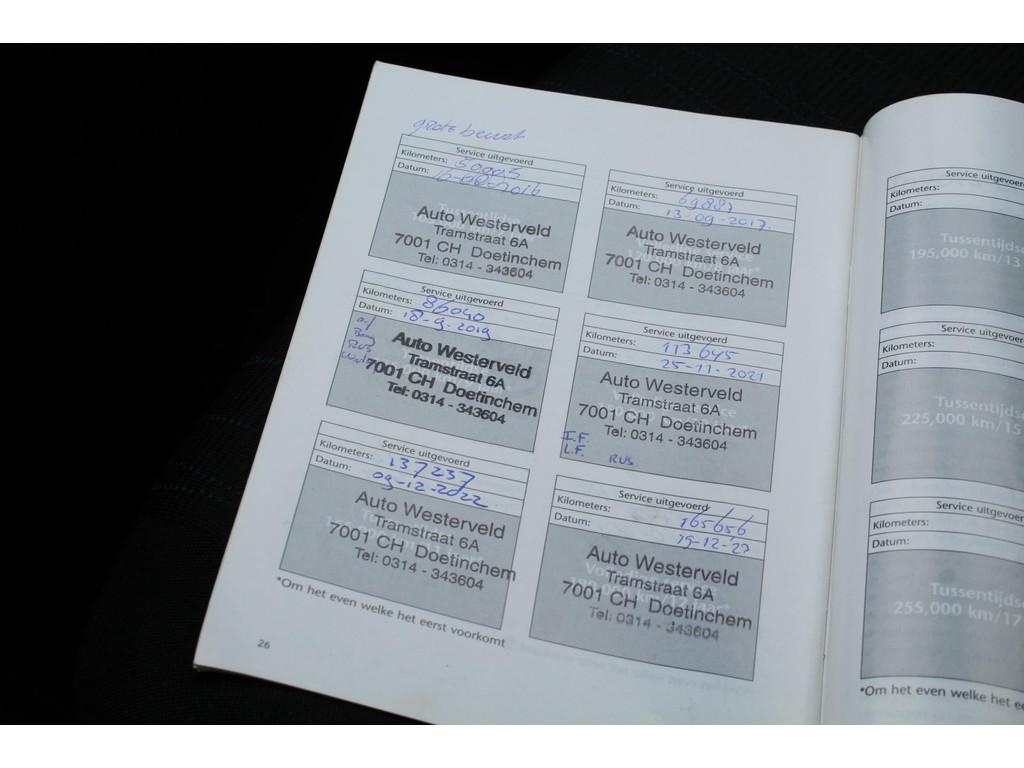 grote beurt
Service uitgevoerd
Kilometers: 50005
Datum:
Auto Westerveld
Tramstraat 6A
7001 CH Doetinchem
Tel: 0314 - 343604
Service uitgevoerd
Kilometers: 69887
Datum: 13-09-2017.
Auto Westerveld
Tramstraat 6A
7001 CH Doetinchem
Tel: 0314 - 343604
Service uitgevoerd
Kilometers: 86040
Datum: 18-9-2019
Auto Westerveld
Tramstraat 6A
7001 CH Doetinchem
Tel: 0314 - 343604
Service uitgevoerd
Kilometers: 113645
Datum: 25-11-2021
Auto Westerveld
Tramstraat 6A
7001 CH Doetinchem
Tel: 0314 - 343604
I.F.
L.F. RUS.
Service uitgevoerd
Kilometers: 137237
Datum: 09-12-2022
Auto Westerveld
Tramstraat 6A
7001 CH Doetinchem
Tel: 0314 - 343604
Service uitgevoerd
Kilometers: 165656
Datum:
Auto Westerveld
Tramstraat 6A
7001 CH Doetinchem
Tel: 0314 - 343604
*Om het even welke het eerst voorkomt
26
Service uitgevoerd
Kilometers:
Datum:
Tussentijds
195,000 km/13
Kilometers:
Datum:
Tussentijds
225,000 km/15
Service uitgevoerd
Kilometers:
Datum:
Tussentijds
255,000 km/17
*Om het even welke het ee